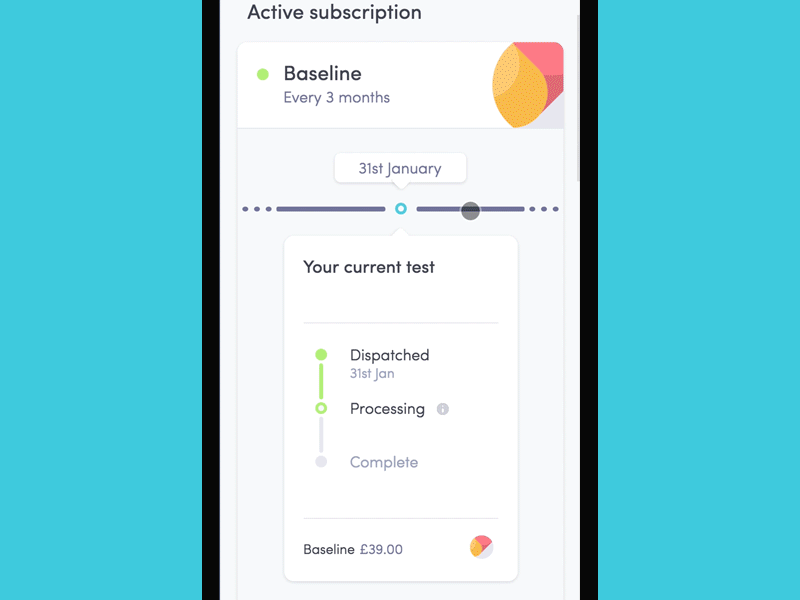 Active subscription
Baseline
Every 3 months
31st January
Your current test
Dispatched
31st Jan
Processing
Complete
Baseline £39.00